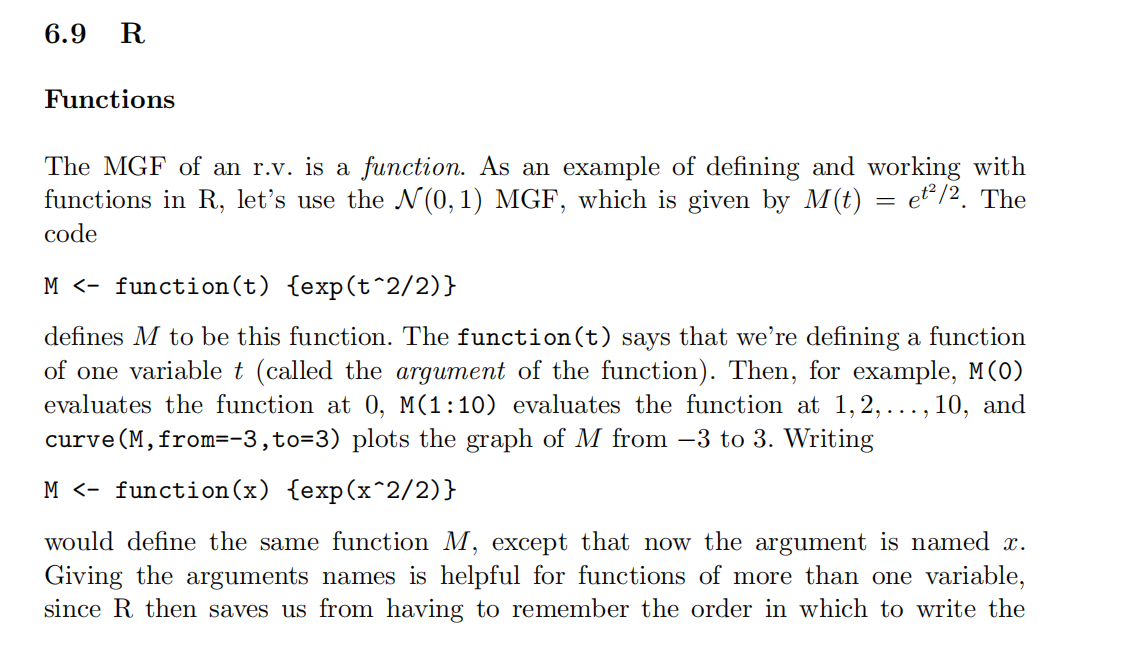 6.9 R
Functions
The MGF of an r.v. is a function. As an example of defining and working with
functions in R, let's use the N(0, 1) MGF, which is given by M(t) = e^{t²/2}. The
code
M <- function(t) {exp(t^2/2)}
defines M to be this function. The function(t) says that we're defining a function
of one variable t (called the argument of the function). Then, for example, M(0)
evaluates the function at 0, M(1:10) evaluates the function at 1, 2, . . . , 10, and
curve(M,from=-3,to=3) plots the graph of M from −3 to 3. Writing
M <- function(x) {exp(x^2/2)}
would define the same function M, except that now the argument is named x.
Giving the arguments names is helpful for functions of more than one variable,
since R then saves us from having to remember the order in which to write the